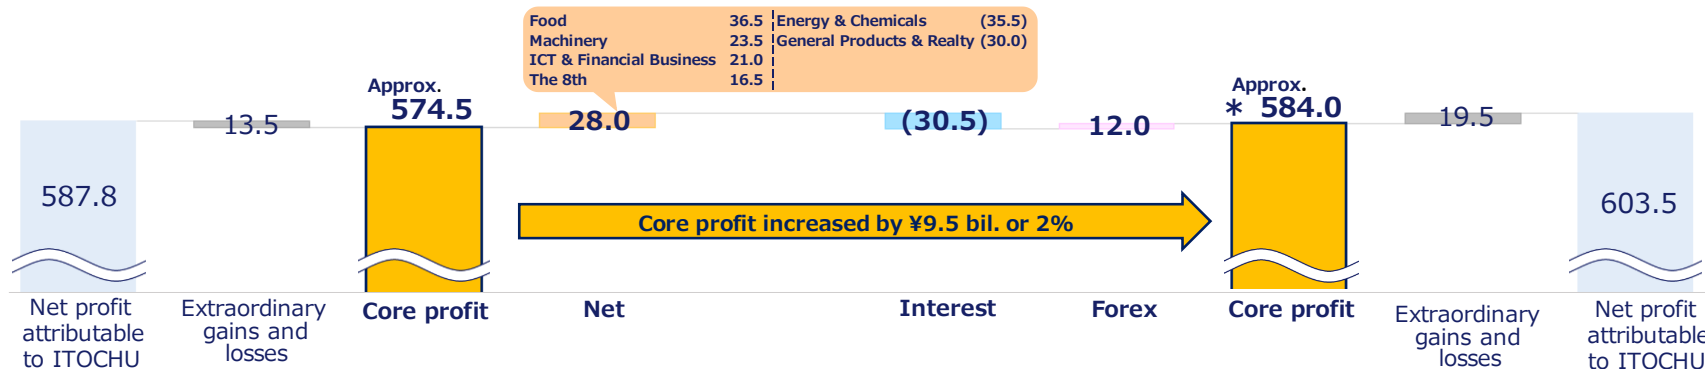 Food 36.5 Energy & Chemicals (35.5)
Machinery 23.5 General Products & Realty (30.0)
ICT & Financial Business 21.0
The 8th 16.5
Approx.
574.5
Approx.
* 584.0
13.5
28.0
(30.5)
12.0
19.5
587.8
603.5
Core profit increased by ¥9.5 bil. or 2%
Net profit
attributable
to ITOCHU
Extraordinary
gains and
losses
Core profit
Net
Interest
Forex
Core profit
Extraordinary
gains and
losses
Net profit
attributable
to ITOCHU